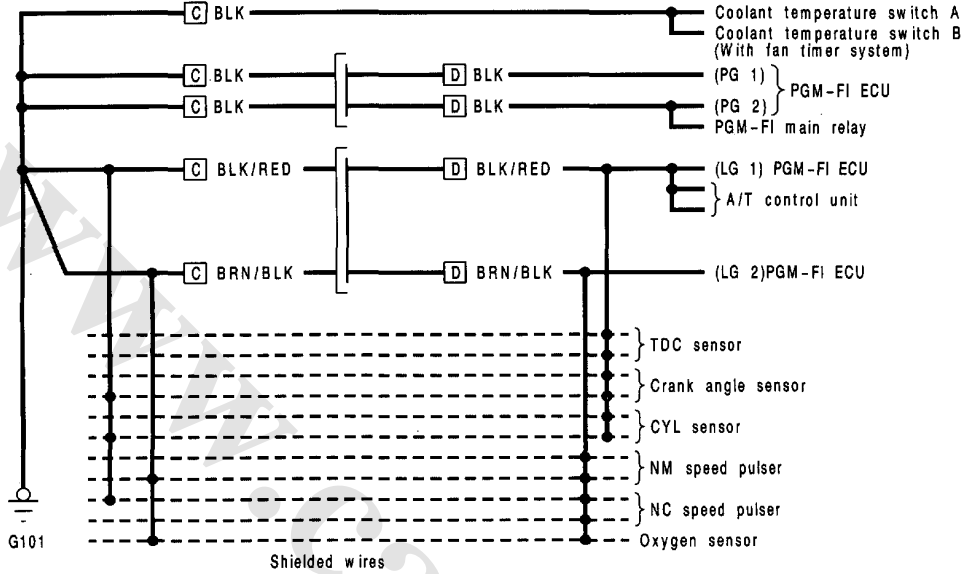 C BLK Coolant temperature switch A
Coolant temperature switch B
(With fan timer system)
C BLK D BLK (PG 1)
PGM-FI ECU
C BLK D BLK (PG 2)
PGM-FI main relay
C BLK/RED D BLK/RED (LG 1) PGM-FI ECU
A/T control unit
C BRN/BLK D BRN/BLK (LG 2)PGM-FI ECU
TDC sensor
Crank angle sensor
CYL sensor
NM speed pulser
NC speed pulser
G101
Oxygen sensor
Shielded wires
www.ca